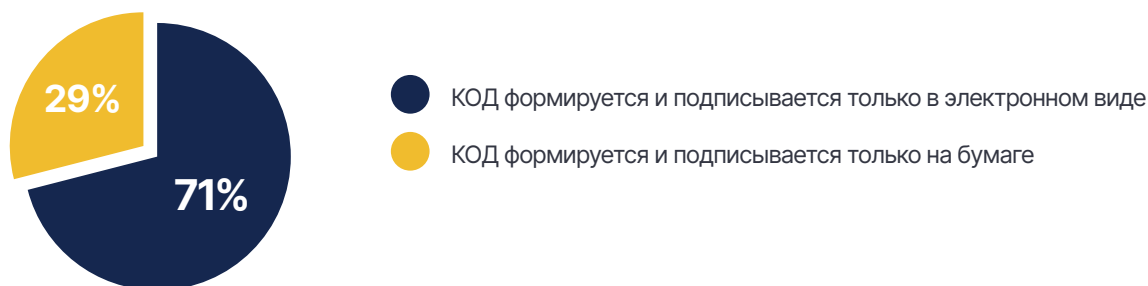 29%
71%
КОД формируется и подписывается только в электронном виде
КОД формируется и подписывается только на бумаге